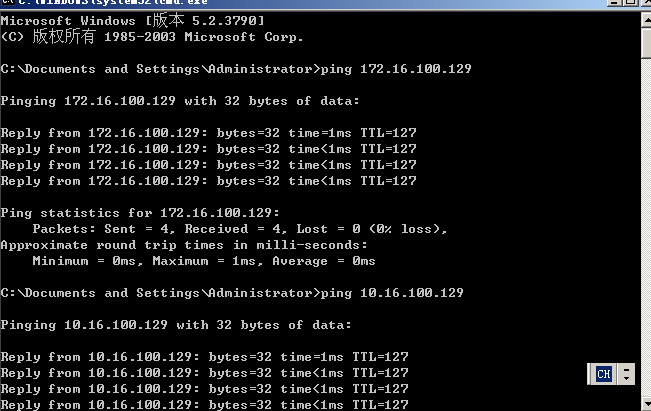 Microsoft Windows [版本 5.2.3790]
(C) 版权所有 1985-2003 Microsoft Corp.
C:\Documents and Settings\Administrator>ping 172.16.100.129
Pinging 172.16.100.129 with 32 bytes of data:
Reply from 172.16.100.129: bytes=32 time=1ms TTL=127
Reply from 172.16.100.129: bytes=32 time<1ms TTL=127
Reply from 172.16.100.129: bytes=32 time<1ms TTL=127
Reply from 172.16.100.129: bytes=32 time<1ms TTL=127
Ping statistics for 172.16.100.129:
Packets: Sent = 4, Received = 4, Lost = 0 (0% loss),
Approximate round trip times in milli-seconds:
Minimum = 0ms, Maximum = 1ms, Average = 0ms
C:\Documents and Settings\Administrator>ping 10.16.100.129
Pinging 10.16.100.129 with 32 bytes of data:
Reply from 10.16.100.129: bytes=32 time=1ms TTL=127
Reply from 10.16.100.129: bytes=32 time<1ms TTL=127
Reply from 10.16.100.129: bytes=32 time<1ms TTL=127
Reply from 10.16.100.129: bytes=32 time<1ms TTL=127
CH